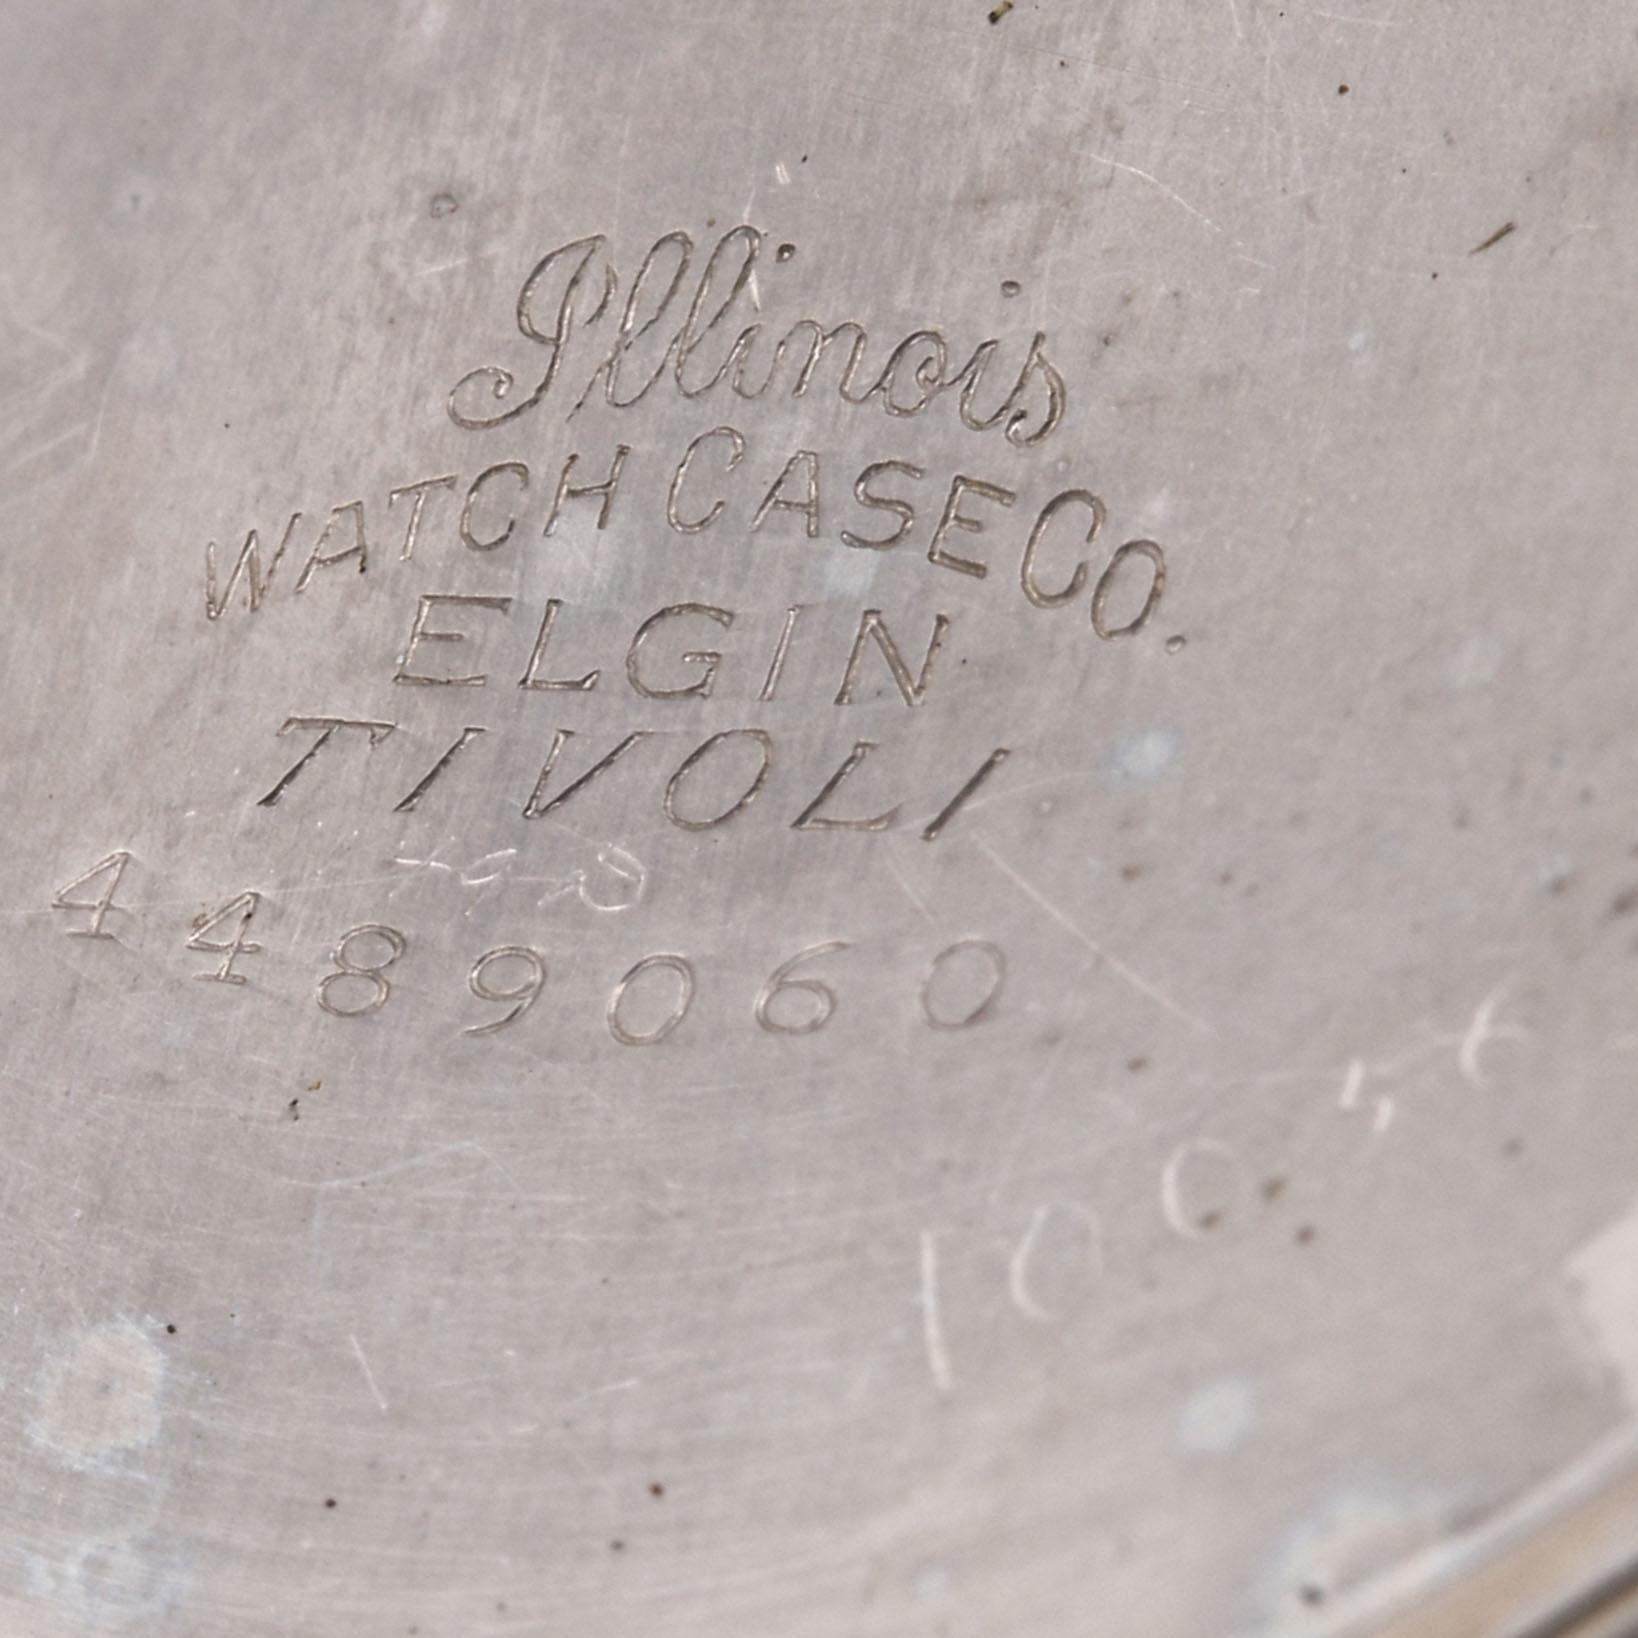 Illinois
WATCH CASE CO.
ELGIN
TIVOLI
4489060